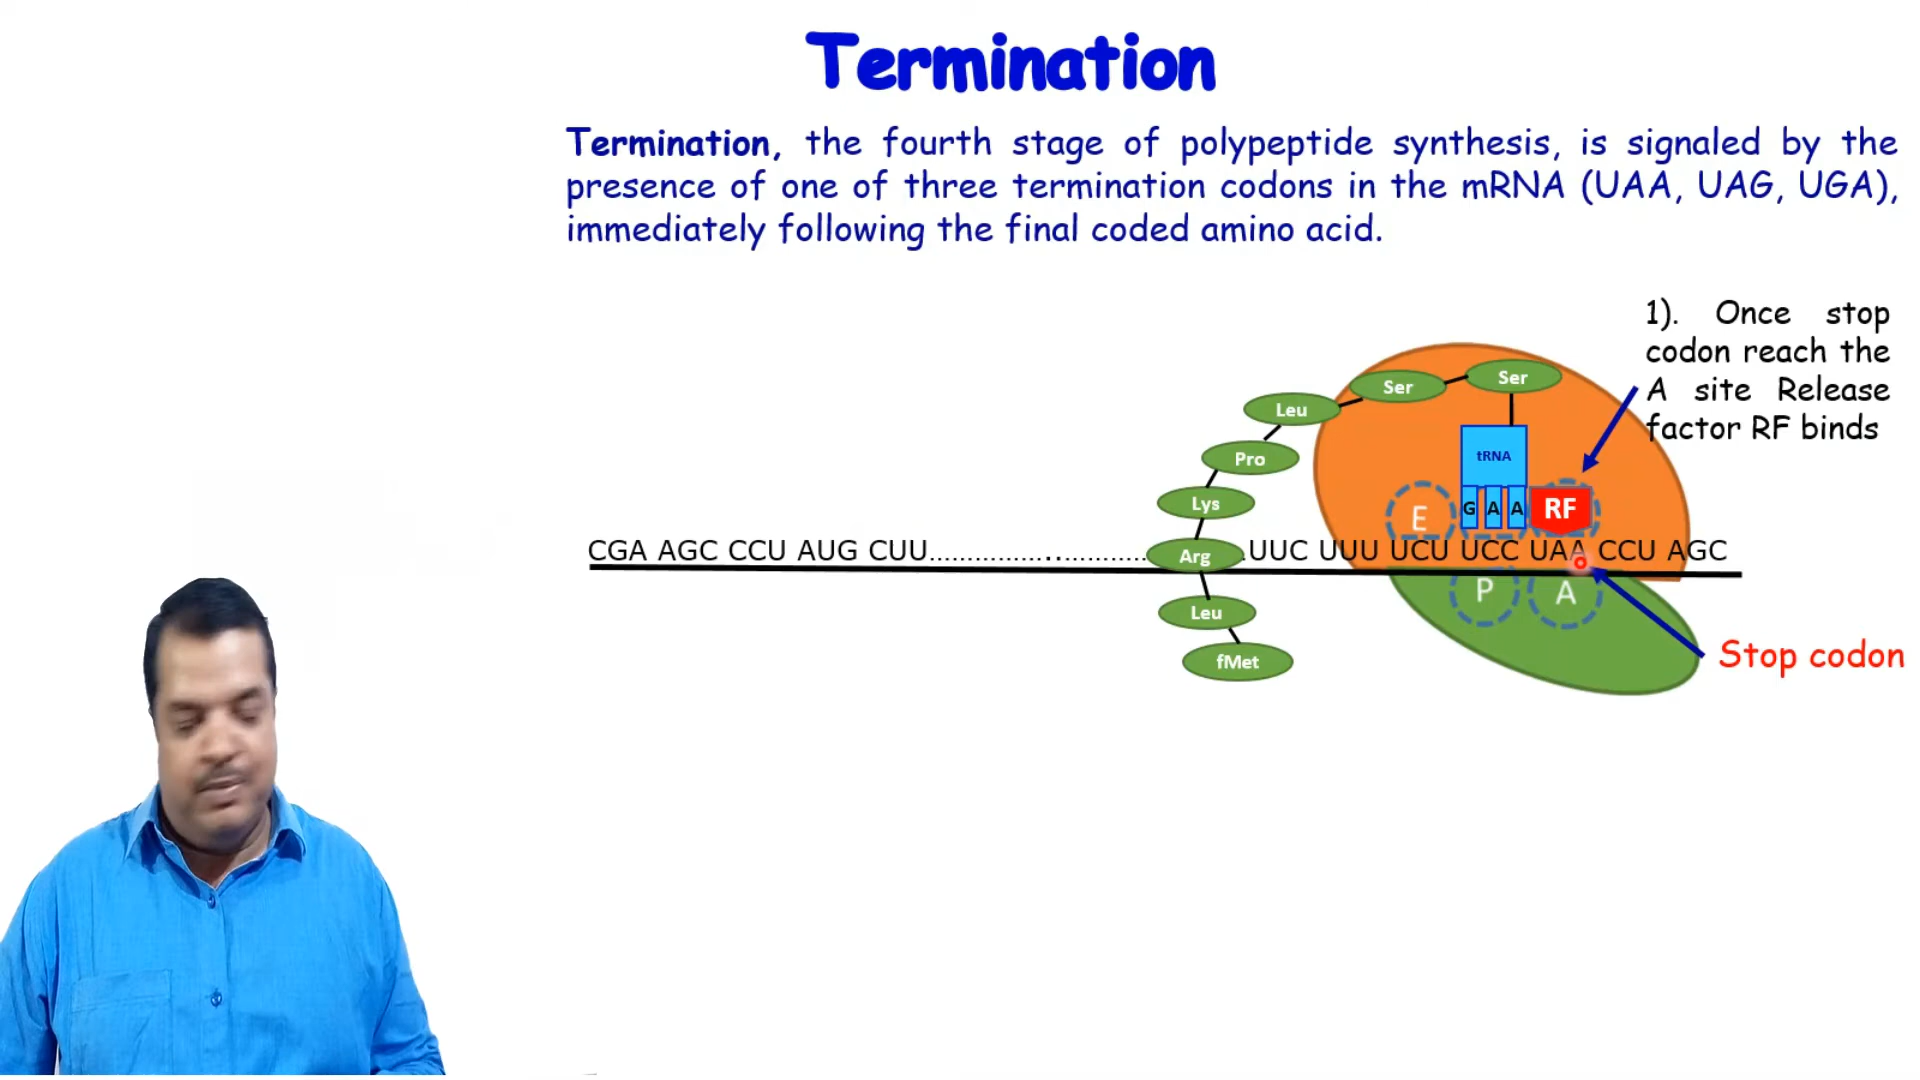 Termination
Termination, the fourth stage of polypeptide synthesis, is signaled by the
presence of one of three termination codons in the mRNA (UAA, UAG, UGA),
immediately following the final coded amino acid.
1). Once stop
codon reach the
A site Release
factor RF binds
Ser
Ser
Leu
Pro
tRNA
Lys
E
G A A
RF
CGA AGC CCU AUG CUU
Arg
UUC UUU UCU UCC UAA CCU AGC
P
A
Leu
fMet
Stop codon